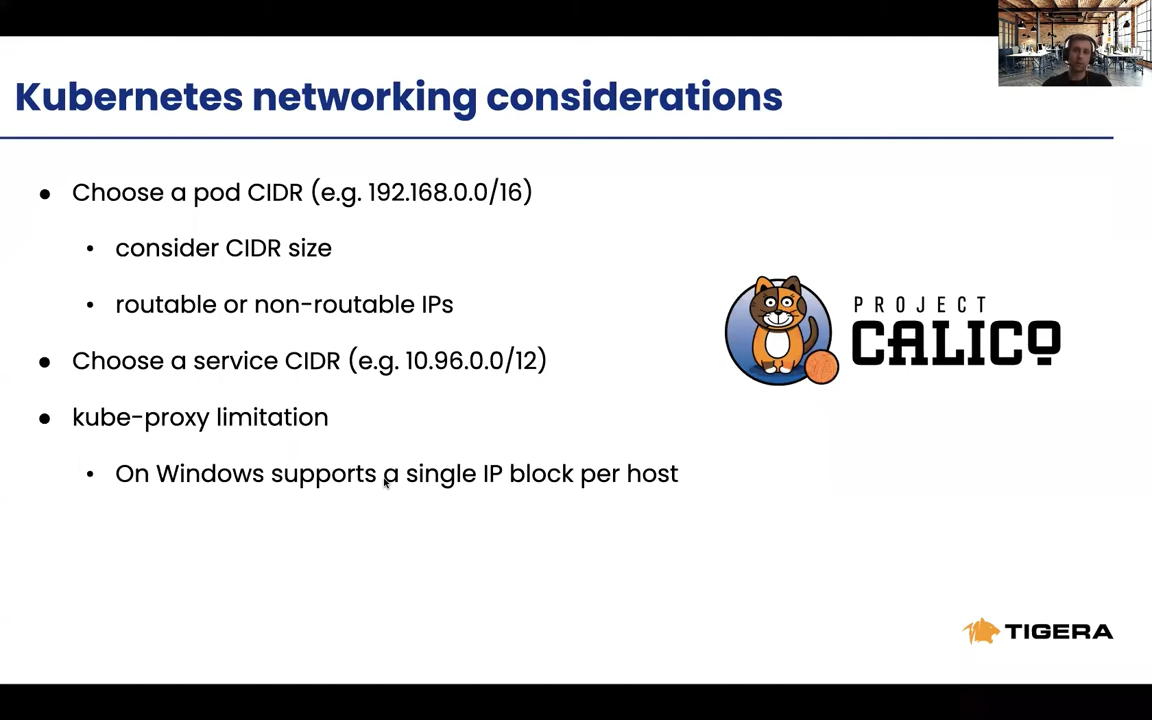 Kubernetes networking considerations
● Choose a pod CIDR (e.g. 192.168.0.0/16)
• consider CIDR size
• routable or non-routable IPs
● Choose a service CIDR (e.g. 10.96.0.0/12)
● kube-proxy limitation
• On Windows supports a single IP block per host
PROJECT
CALICO
TIGERA